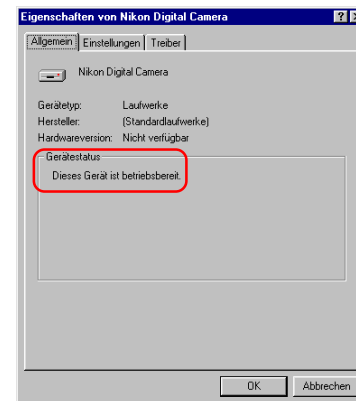 Eigenschaften von Nikon Digital Camera
Allgemein Einstellungen Treiber
Nikon Digital Camera
Gerätetyp: Laufwerke
Hersteller: (Standardlaufwerke)
Hardwareversion: Nicht verfügbar
Gerätestatus
Dieses Gerät ist betriebsbereit.
OK Abbrechen